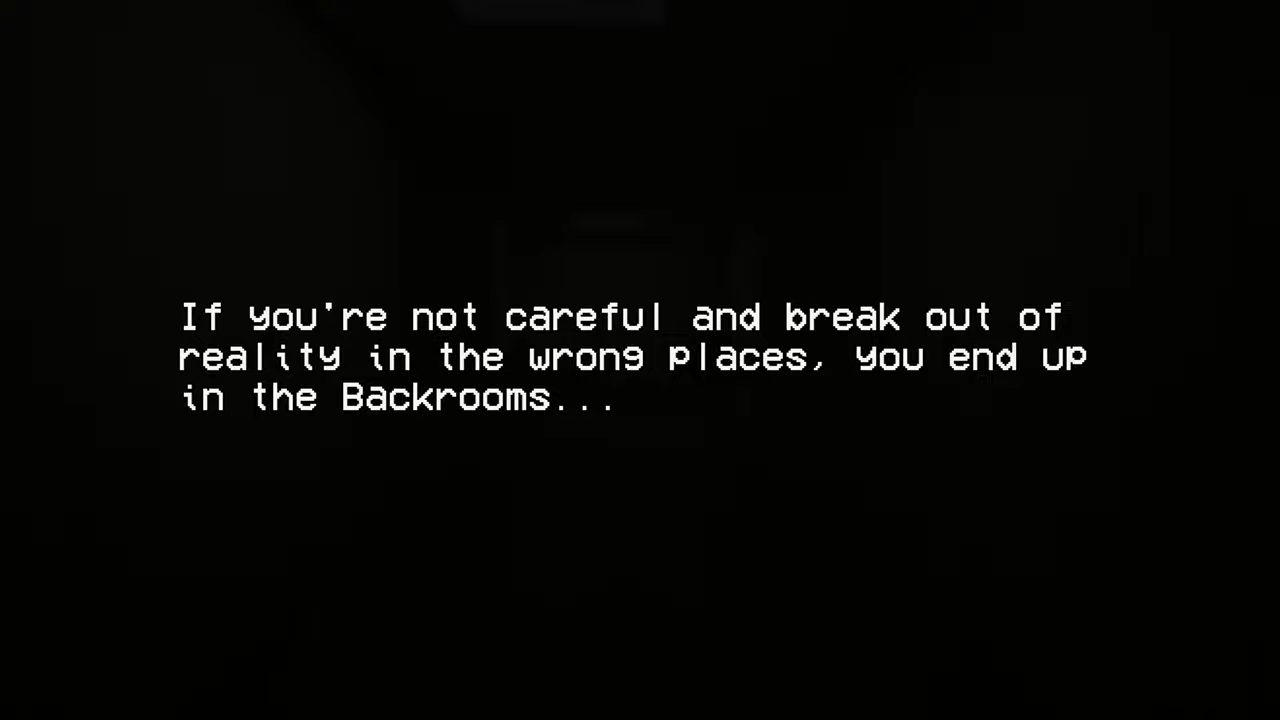 If you're not careful and break out of
reality in the wrong places, you end up
in the Backrooms...